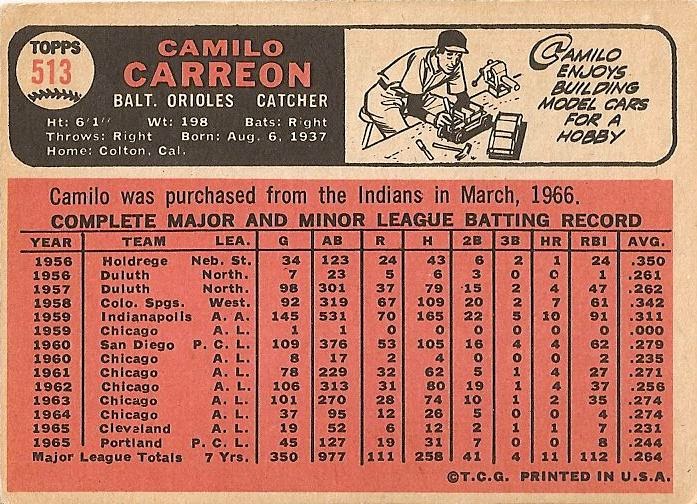 TOPPS
513
CAMILO
CARREON
BALT. ORIOLES CATCHER
Ht: 6'1" Wt: 198 Bats: Right
Throws: Right Born: Aug. 6, 1937
Home: Colton, Cal.
CAMILO
ENJOYS
BUILDING
MODEL CARS
FOR A
HOBBY
Camilo was purchased from the Indians in March, 1966.
COMPLETE MAJOR AND MINOR LEAGUE BATTING RECORD
YEAR TEAM LEA. G AB R H 2B 3B HR RBI AVG.
1956 Holdrege Neb. St. 34 123 24 43 6 2 1 24 .350
1956 Duluth North. 7 23 5 6 3 0 0 1 .261
1957 Duluth North. 98 301 37 79 15 2 4 47 .262
1958 Colo. Spgs. West. 92 319 67 109 20 2 7 61 .342
1959 Indianapolis A. A. 145 531 70 165 22 5 10 91 .311
1959 Chicago A. L. 1 1 0 0 0 0 0 0 .000
1960 San Diego P. C. L. 109 376 53 105 16 4 4 62 .279
1960 Chicago A. L. 8 17 2 4 0 0 0 2 .235
1961 Chicago A. L. 78 229 32 62 5 1 4 27 .271
1962 Chicago A. L. 106 313 31 80 19 1 4 37 .256
1963 Chicago A. L. 101 270 28 74 10 1 2 35 .274
1964 Chicago A. L. 37 95 12 26 5 0 0 4 .274
1965 Cleveland A. L. 19 52 6 12 2 1 1 7 .231
1965 Portland P. C. L. 45 127 19 31 7 0 0 8 .244
Major League Totals 7 Yrs. 350 977 111 258 41 4 11 112 .264
©T.C.G. PRINTED IN U.S.A.